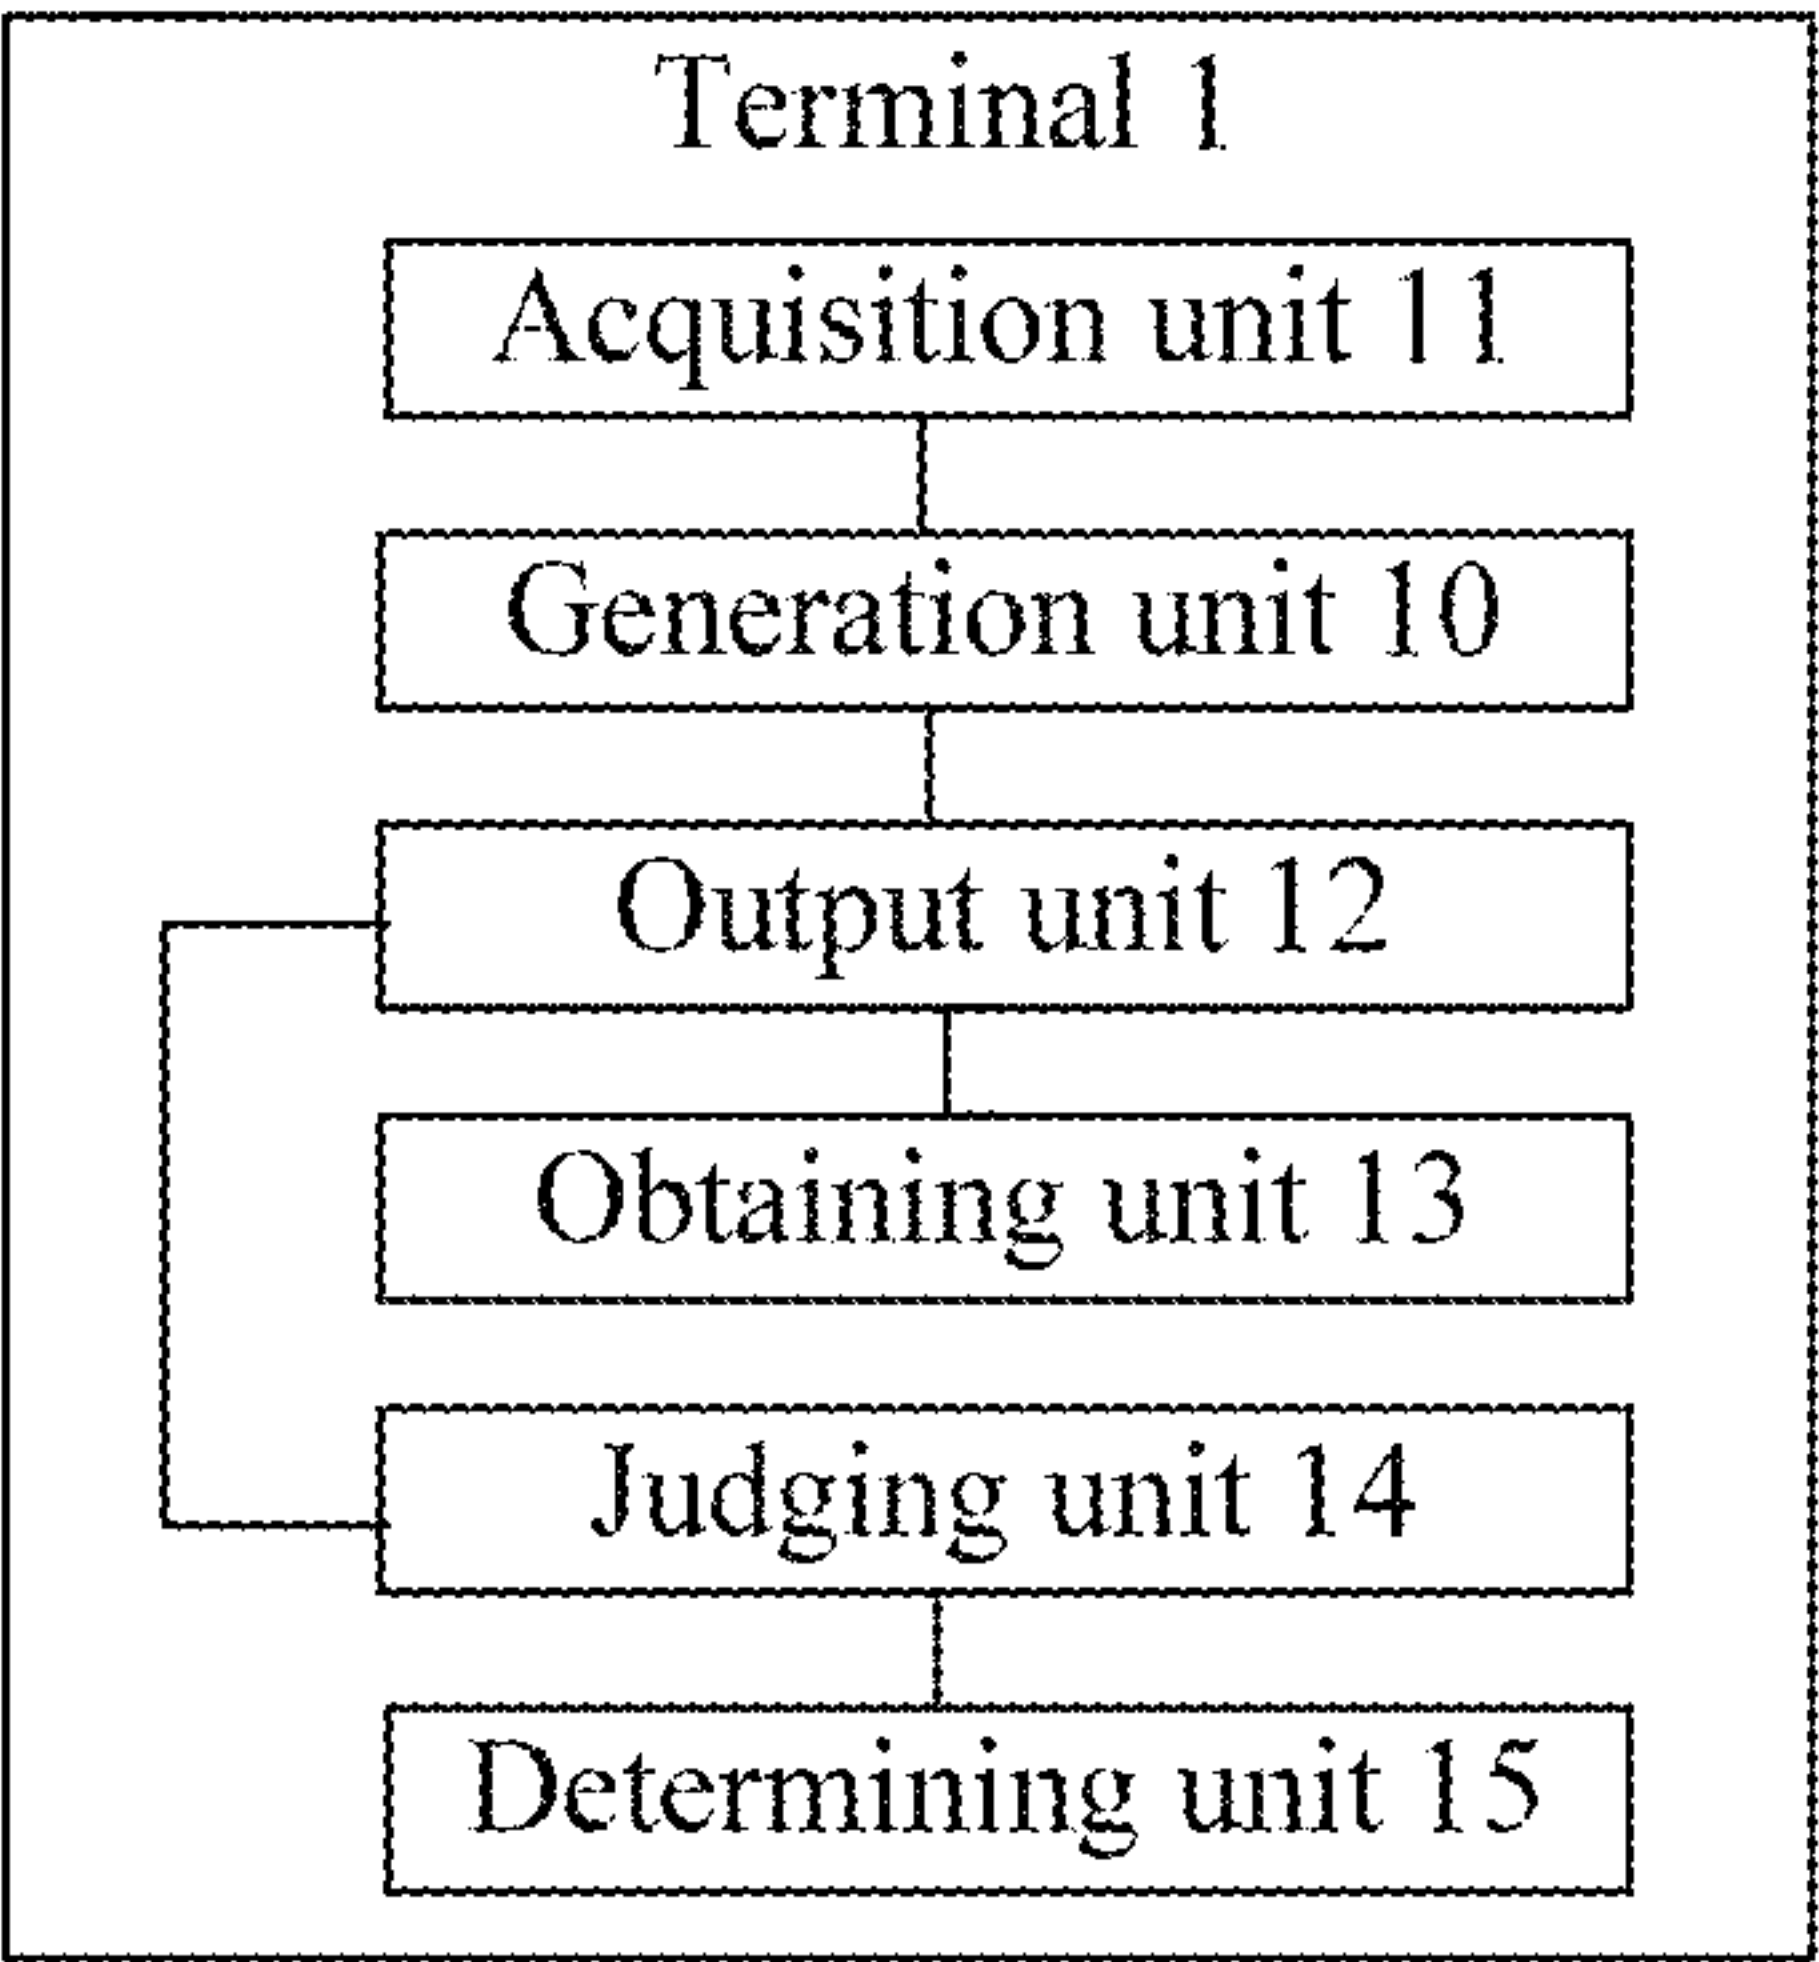 Terminal 1
Acquisition unit 11
Generation unit 10
Output unit 12
Obtaining unit 13
Judging unit 14
Determining unit 15